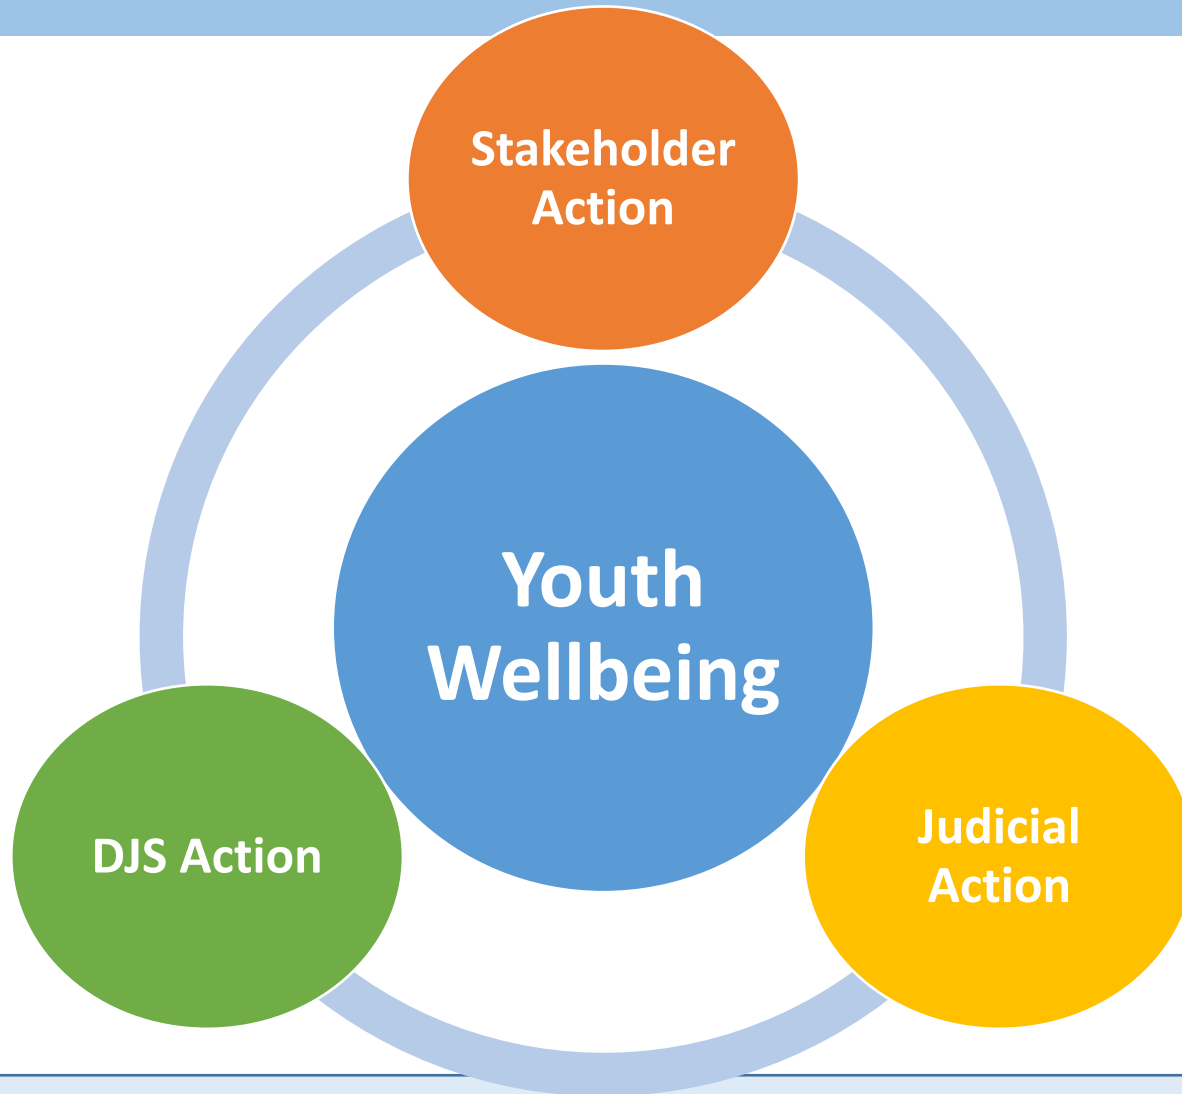 Stakeholder
Action
Youth
Wellbeing
DJS Action
Judicial
Action